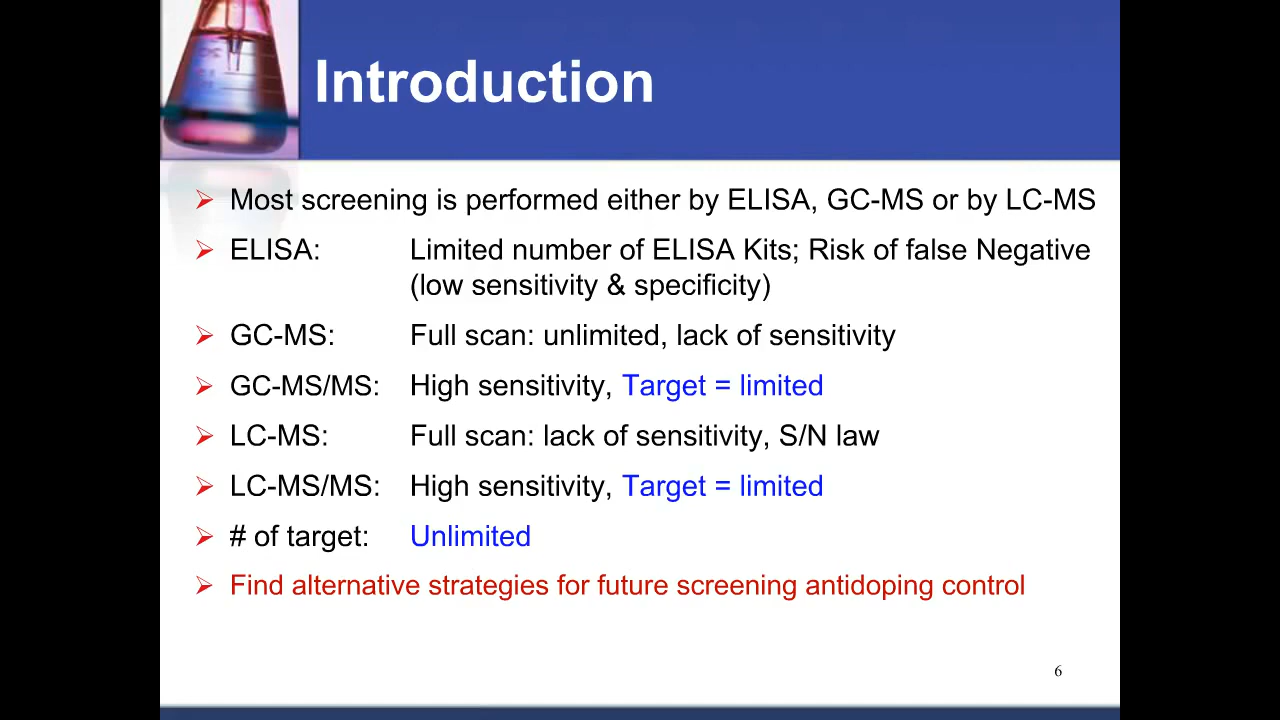 Introduction
Most screening is performed either by ELISA, GC-MS or by LC-MS
ELISA: Limited number of ELISA Kits; Risk of false Negative
(low sensitivity & specificity)
GC-MS: Full scan: unlimited, lack of sensitivity
GC-MS/MS: High sensitivity, Target = limited
LC-MS: Full scan: lack of sensitivity, S/N law
LC-MS/MS: High sensitivity, Target = limited
# of target: Unlimited
Find alternative strategies for future screening antidoping control
6